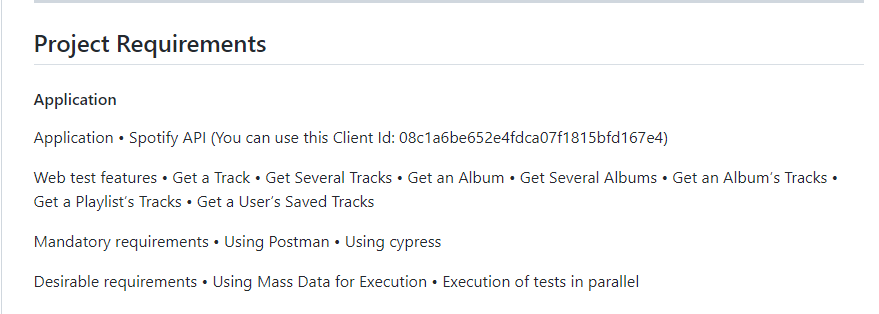 Project Requirements
Application
Application • Spotify API (You can use this Client Id: 08c1a6be652e4fdca07f1815bfd167e4)
Web test features • Get a Track • Get Several Tracks • Get an Album • Get Several Albums • Get an Album’s Tracks •
Get a Playlist’s Tracks • Get a User’s Saved Tracks
Mandatory requirements • Using Postman • Using cypress
Desirable requirements • Using Mass Data for Execution • Execution of tests in parallel